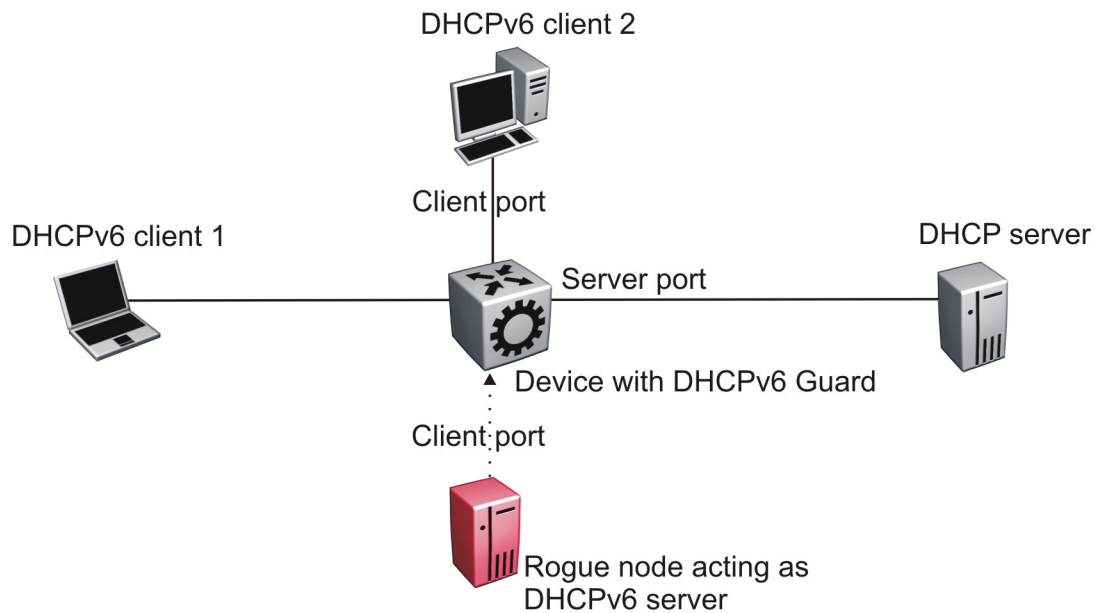 DHCPv6 client 2
Client port
DHCPv6 client 1
DHCP server
Server port
Device with DHCPv6 Guard
Client port
Rogue node acting as
DHCPv6 server